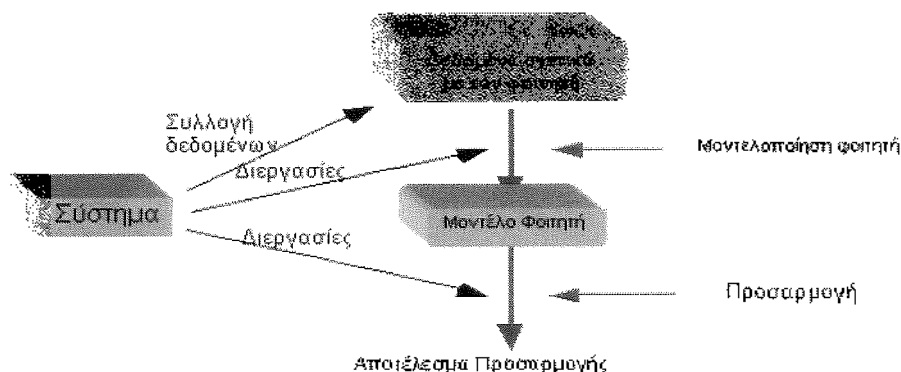 Δεδομένα σχετικά
με τον φοιτητή
Συλλογή
δεδομένων
Διεργασίες
Μοντελοποίηση φοιτητή
Σύστημα
Μοντέλο Φοιτητή
Διεργασίες
Προσαρμογή
Αποτέλεσμα Προσαρμογής